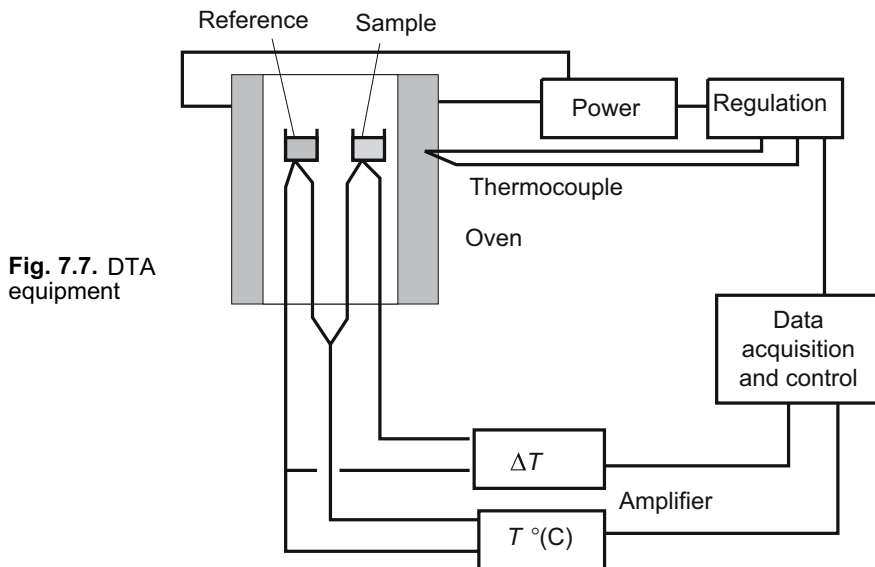 Reference
Sample
Power
Regulation
Thermocouple
Oven
Fig. 7.7. DTA
equipment
Data
acquisition
and control
ΔT
Amplifier
T °(C)